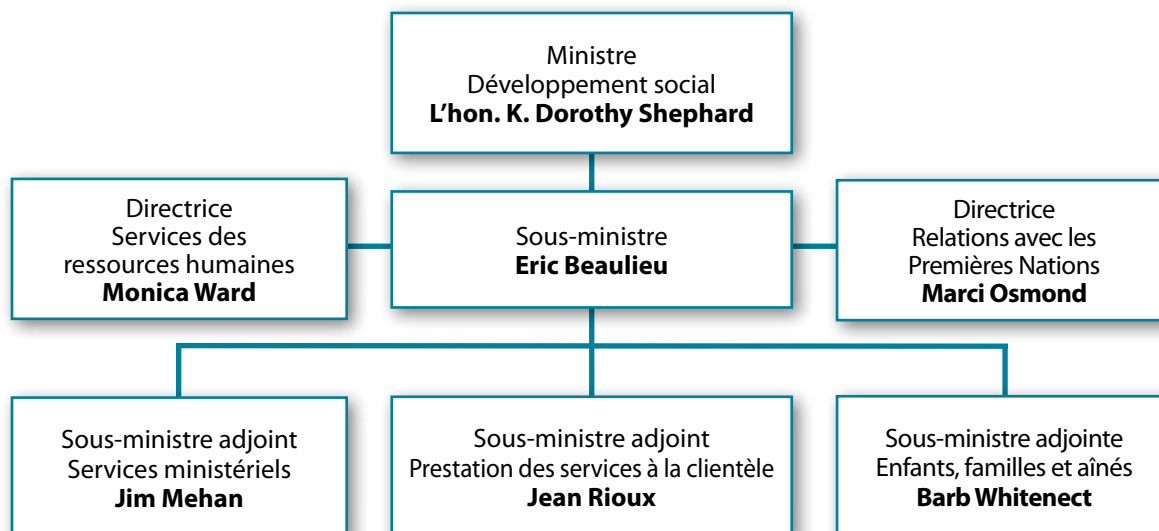 Ministre
Développement social
L'hon. K. Dorothy Shephard
Directrice
Services des
ressources humaines
Monica Ward
Sous-ministre
Eric Beaulieu
Directrice
Relations avec les
Premières Nations
Marci Osmond
Sous-ministre adjoint
Services ministériels
Jim Mehan
Sous-ministre adjoint
Prestation des services à la clientèle
Jean Rioux
Sous-ministre adjointe
Enfants, familles et aînés
Barb Whitenect